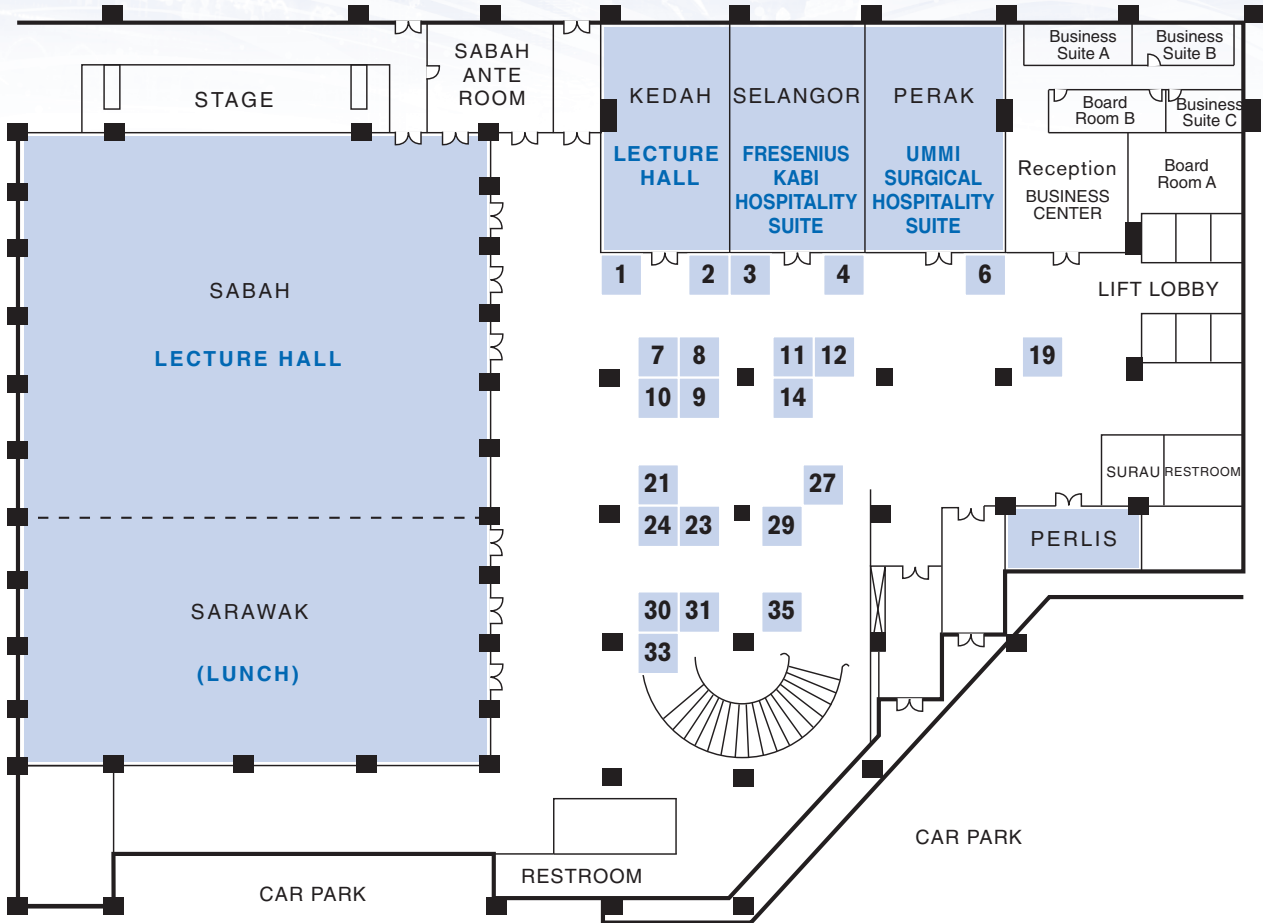 Business
Suite A
Business
Suite B
SABAH
ANTE
ROOM
STAGE
KEDAH
SELANGOR
PERAK
Board
Room B
Business
Suite C
LECTURE
HALL
FRESENIUS
KABI
HOSPITALITY
SUITE
UMMI
SURGICAL
HOSPITALITY
SUITE
Reception
BUSINESS
CENTER
Board
Room A
1
2
3
4
6
SABAH
LIFT LOBBY
LECTURE HALL
7
8
11
12
19
10
9
14
21
27
SURAU
RESTROOM
24
23
29
PERLIS
SARAWAK
30
31
35
33
(LUNCH)
CAR PARK
RESTROOM
CAR PARK